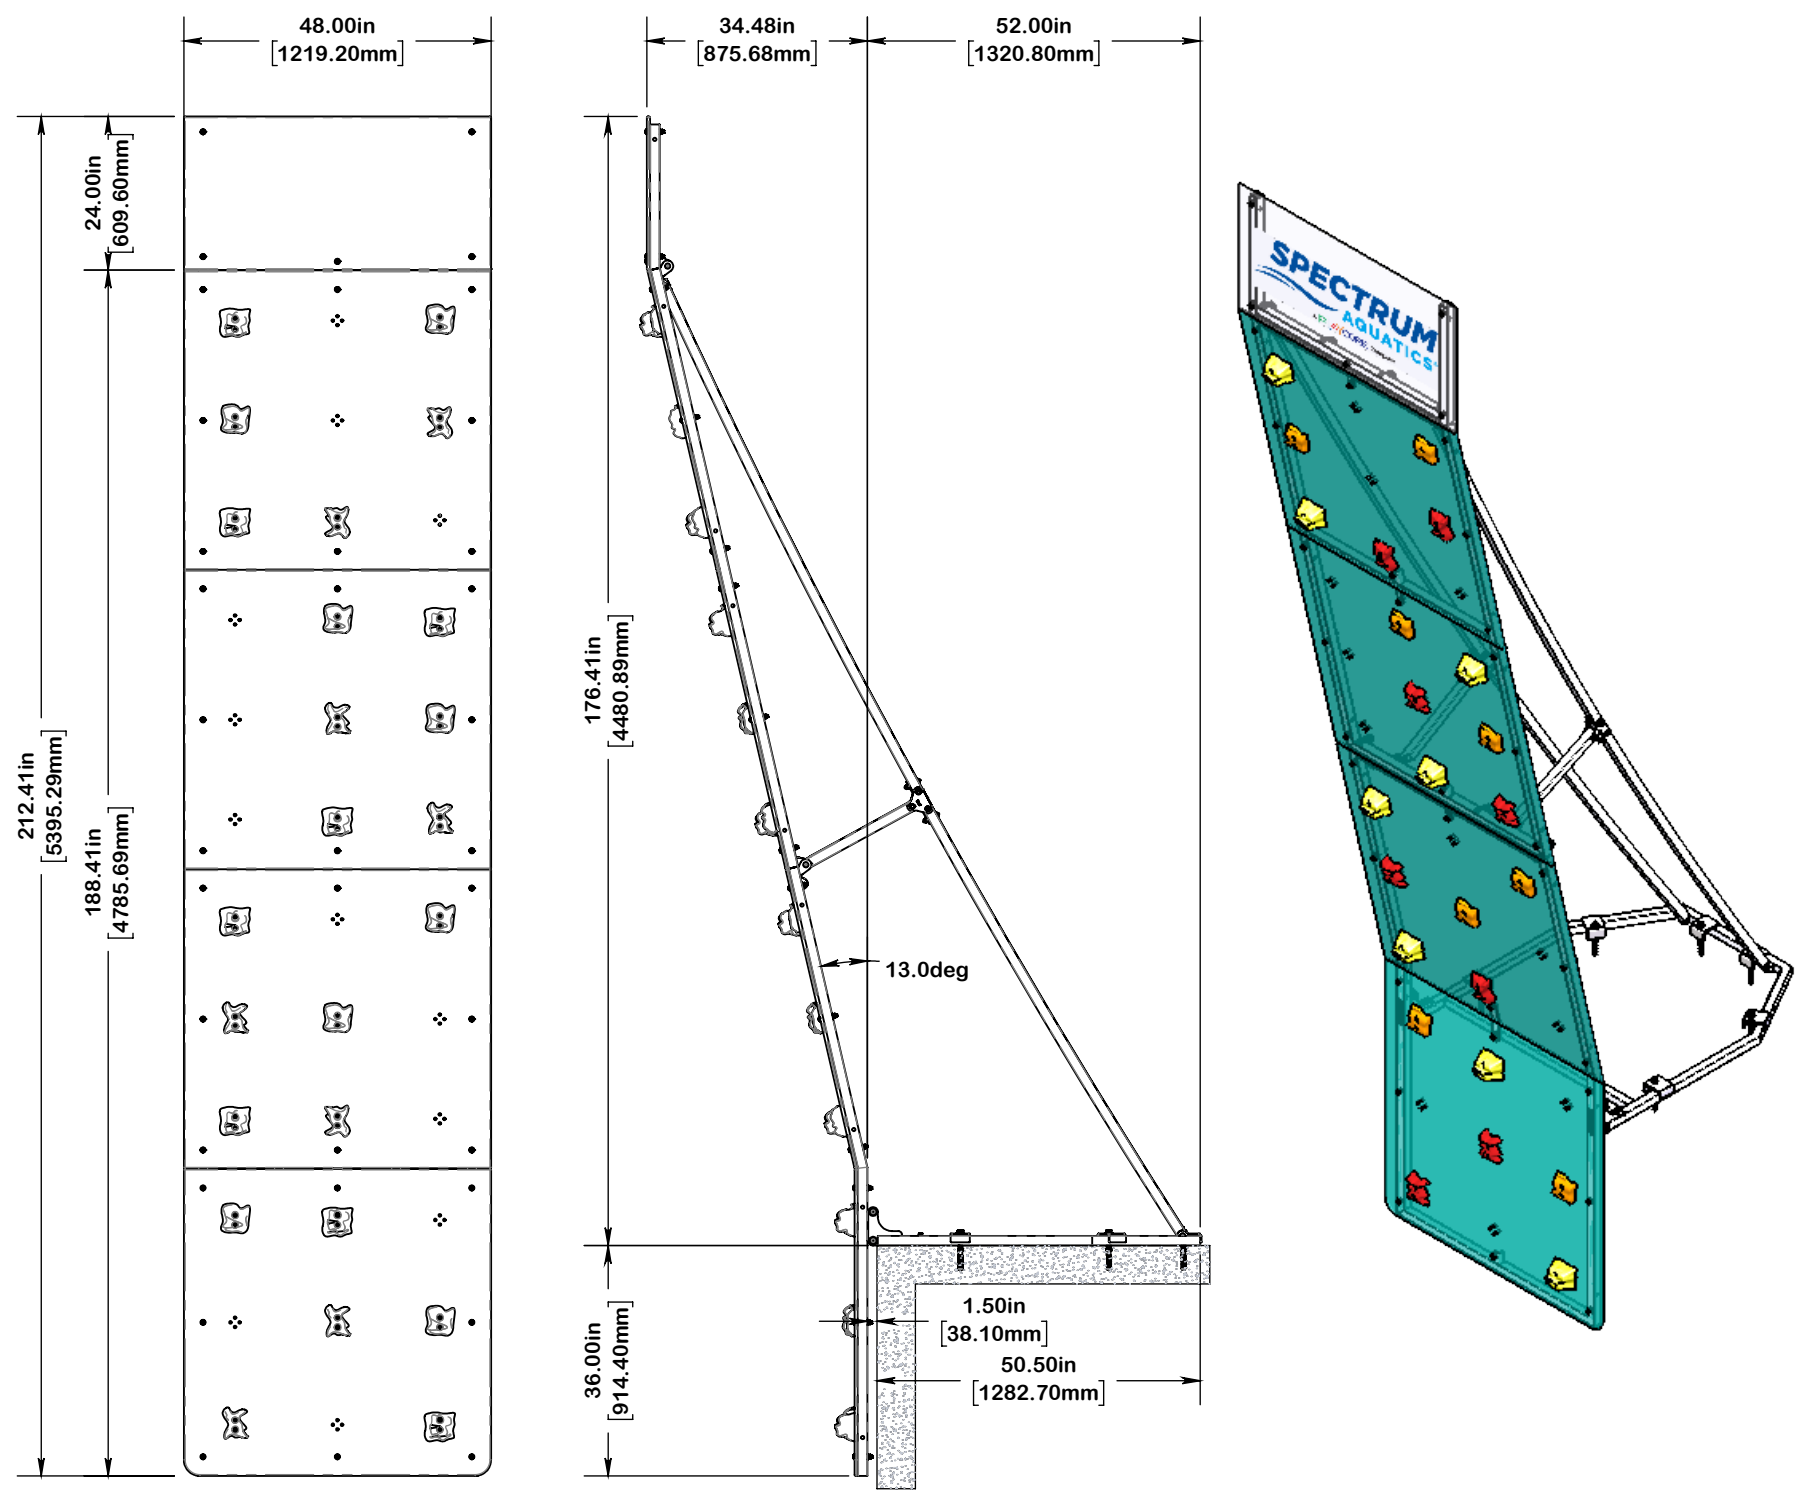 48.00in
[1219.20mm]
34.48in
[875.68mm]
52.00in
[1320.80mm]
24.00in
[609.60mm]
212.41in
[5395.29mm]
188.41in
[4785.69mm]
176.41in
[4480.89mm]
13.0deg
36.00in
[914.40mm]
1.50in
[38.10mm]
50.50in
[1282.70mm]
SPECTRUM
AQUATICS